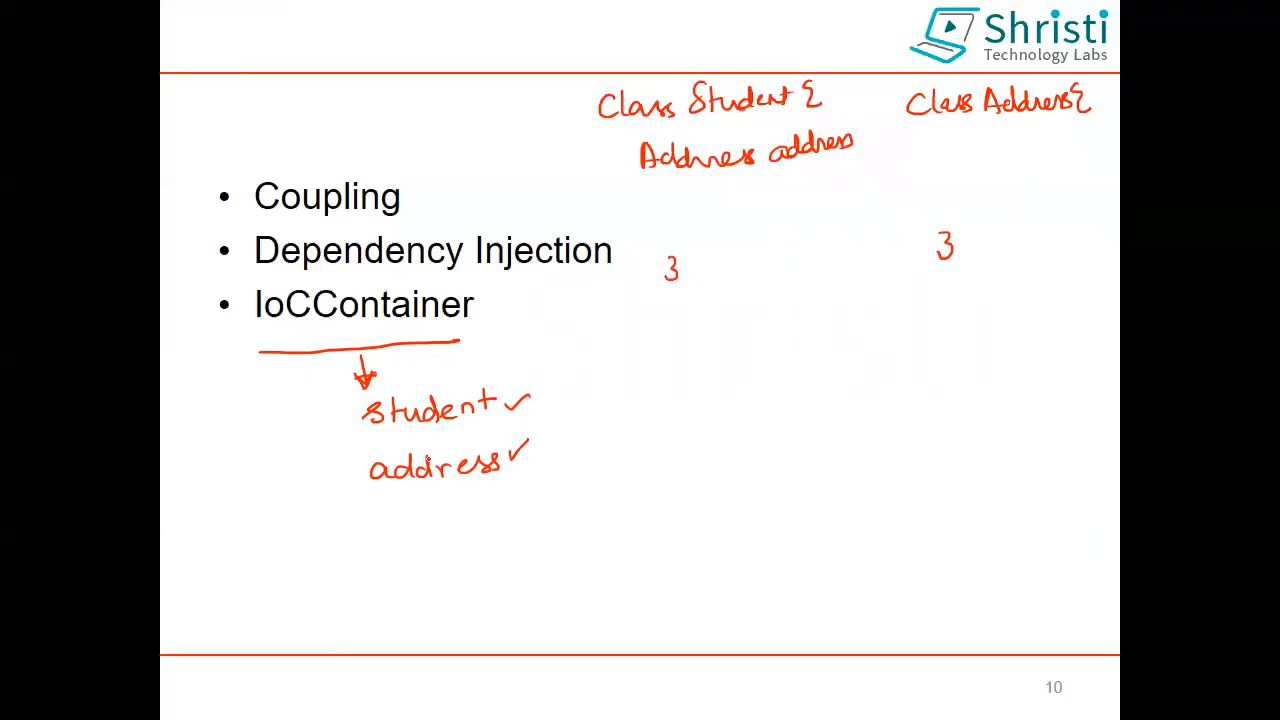 Shristi
Technology Labs
Class Student {
Address address
}
Class Address {
}
• Coupling
• Dependency Injection
• IoCContainer
student ✓
address ✓
10